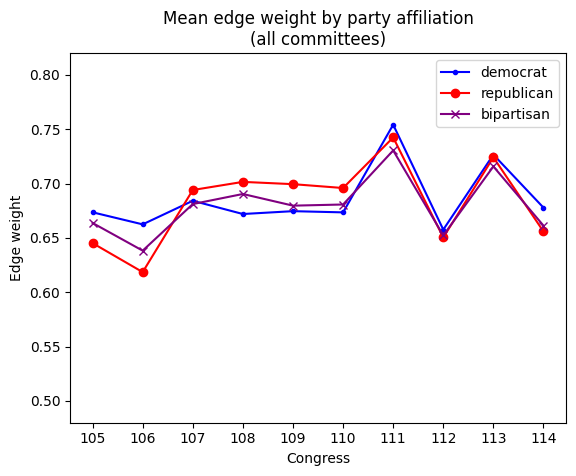 Mean edge weight by party affiliation
(all committees)
democrat
republican
bipartisan
Edge weight
0.80
0.75
0.70
0.65
0.60
0.55
0.50
105 106 107 108 109 110 111 112 113 114
Congress